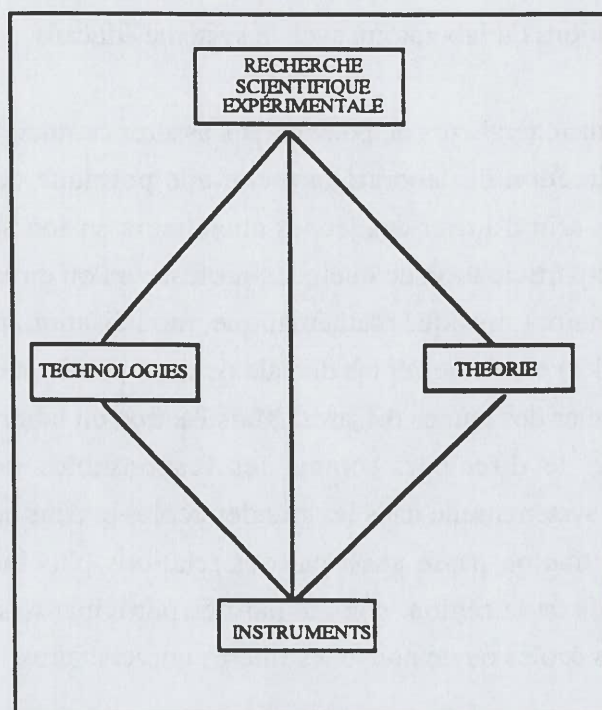 RECHERCHE
SCIENTIFIQUE
EXPÉRIMENTALE
TECHNOLOGIES
THEORIE
INSTRUMENTS